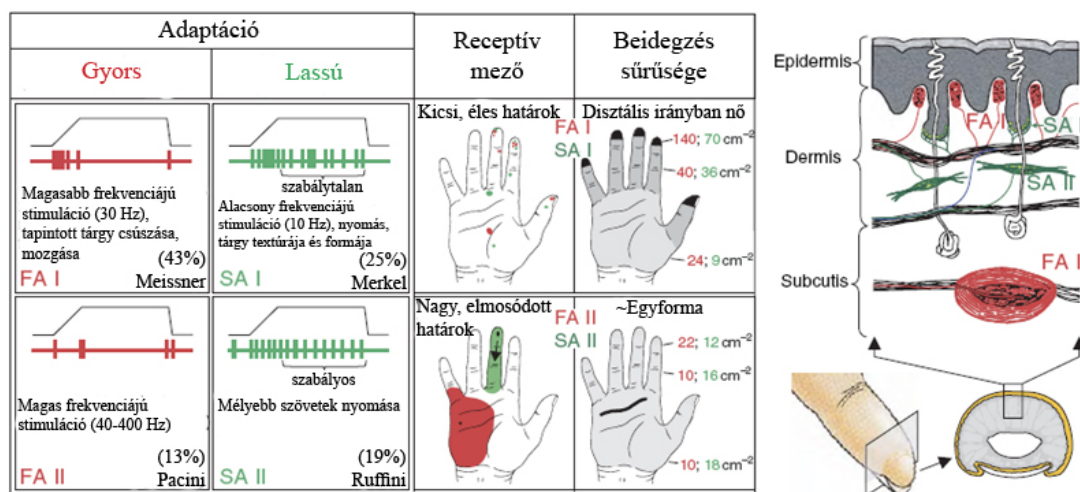 Adaptáció
Gyors
Lassú
Receptív
mező
Beidegzés
sűrűsége
Magasabb frekvenciájú
stimuláció (30 Hz),
tapintott tárgy csúszása,
mozgása
(43%)
FA I
Meissner
szabálytalan
Alacsony frekvenciájú
stimuláció (10 Hz), nyomás,
tárgy textúrája és formája
(25%)
SA I
Merkel
Kicsi, éles határok
FA I
SA I
Disztális irányban nő
140; 70 cm⁻²
40; 36 cm⁻²
24; 9 cm⁻²
Magas frekvenciájú
stimuláció (40-400 Hz)
(13%)
FA II
Pacini
szabályos
Mélyebb szövetek nyomása
(19%)
SA II
Ruffini
Nagy, elmosódott
határok
FA II
SA II
~Egyforma
22; 12 cm⁻²
10; 16 cm⁻²
10; 18 cm⁻²
Epidermis
Dermis
Subcutis
FA I
SA
SA II
FA I